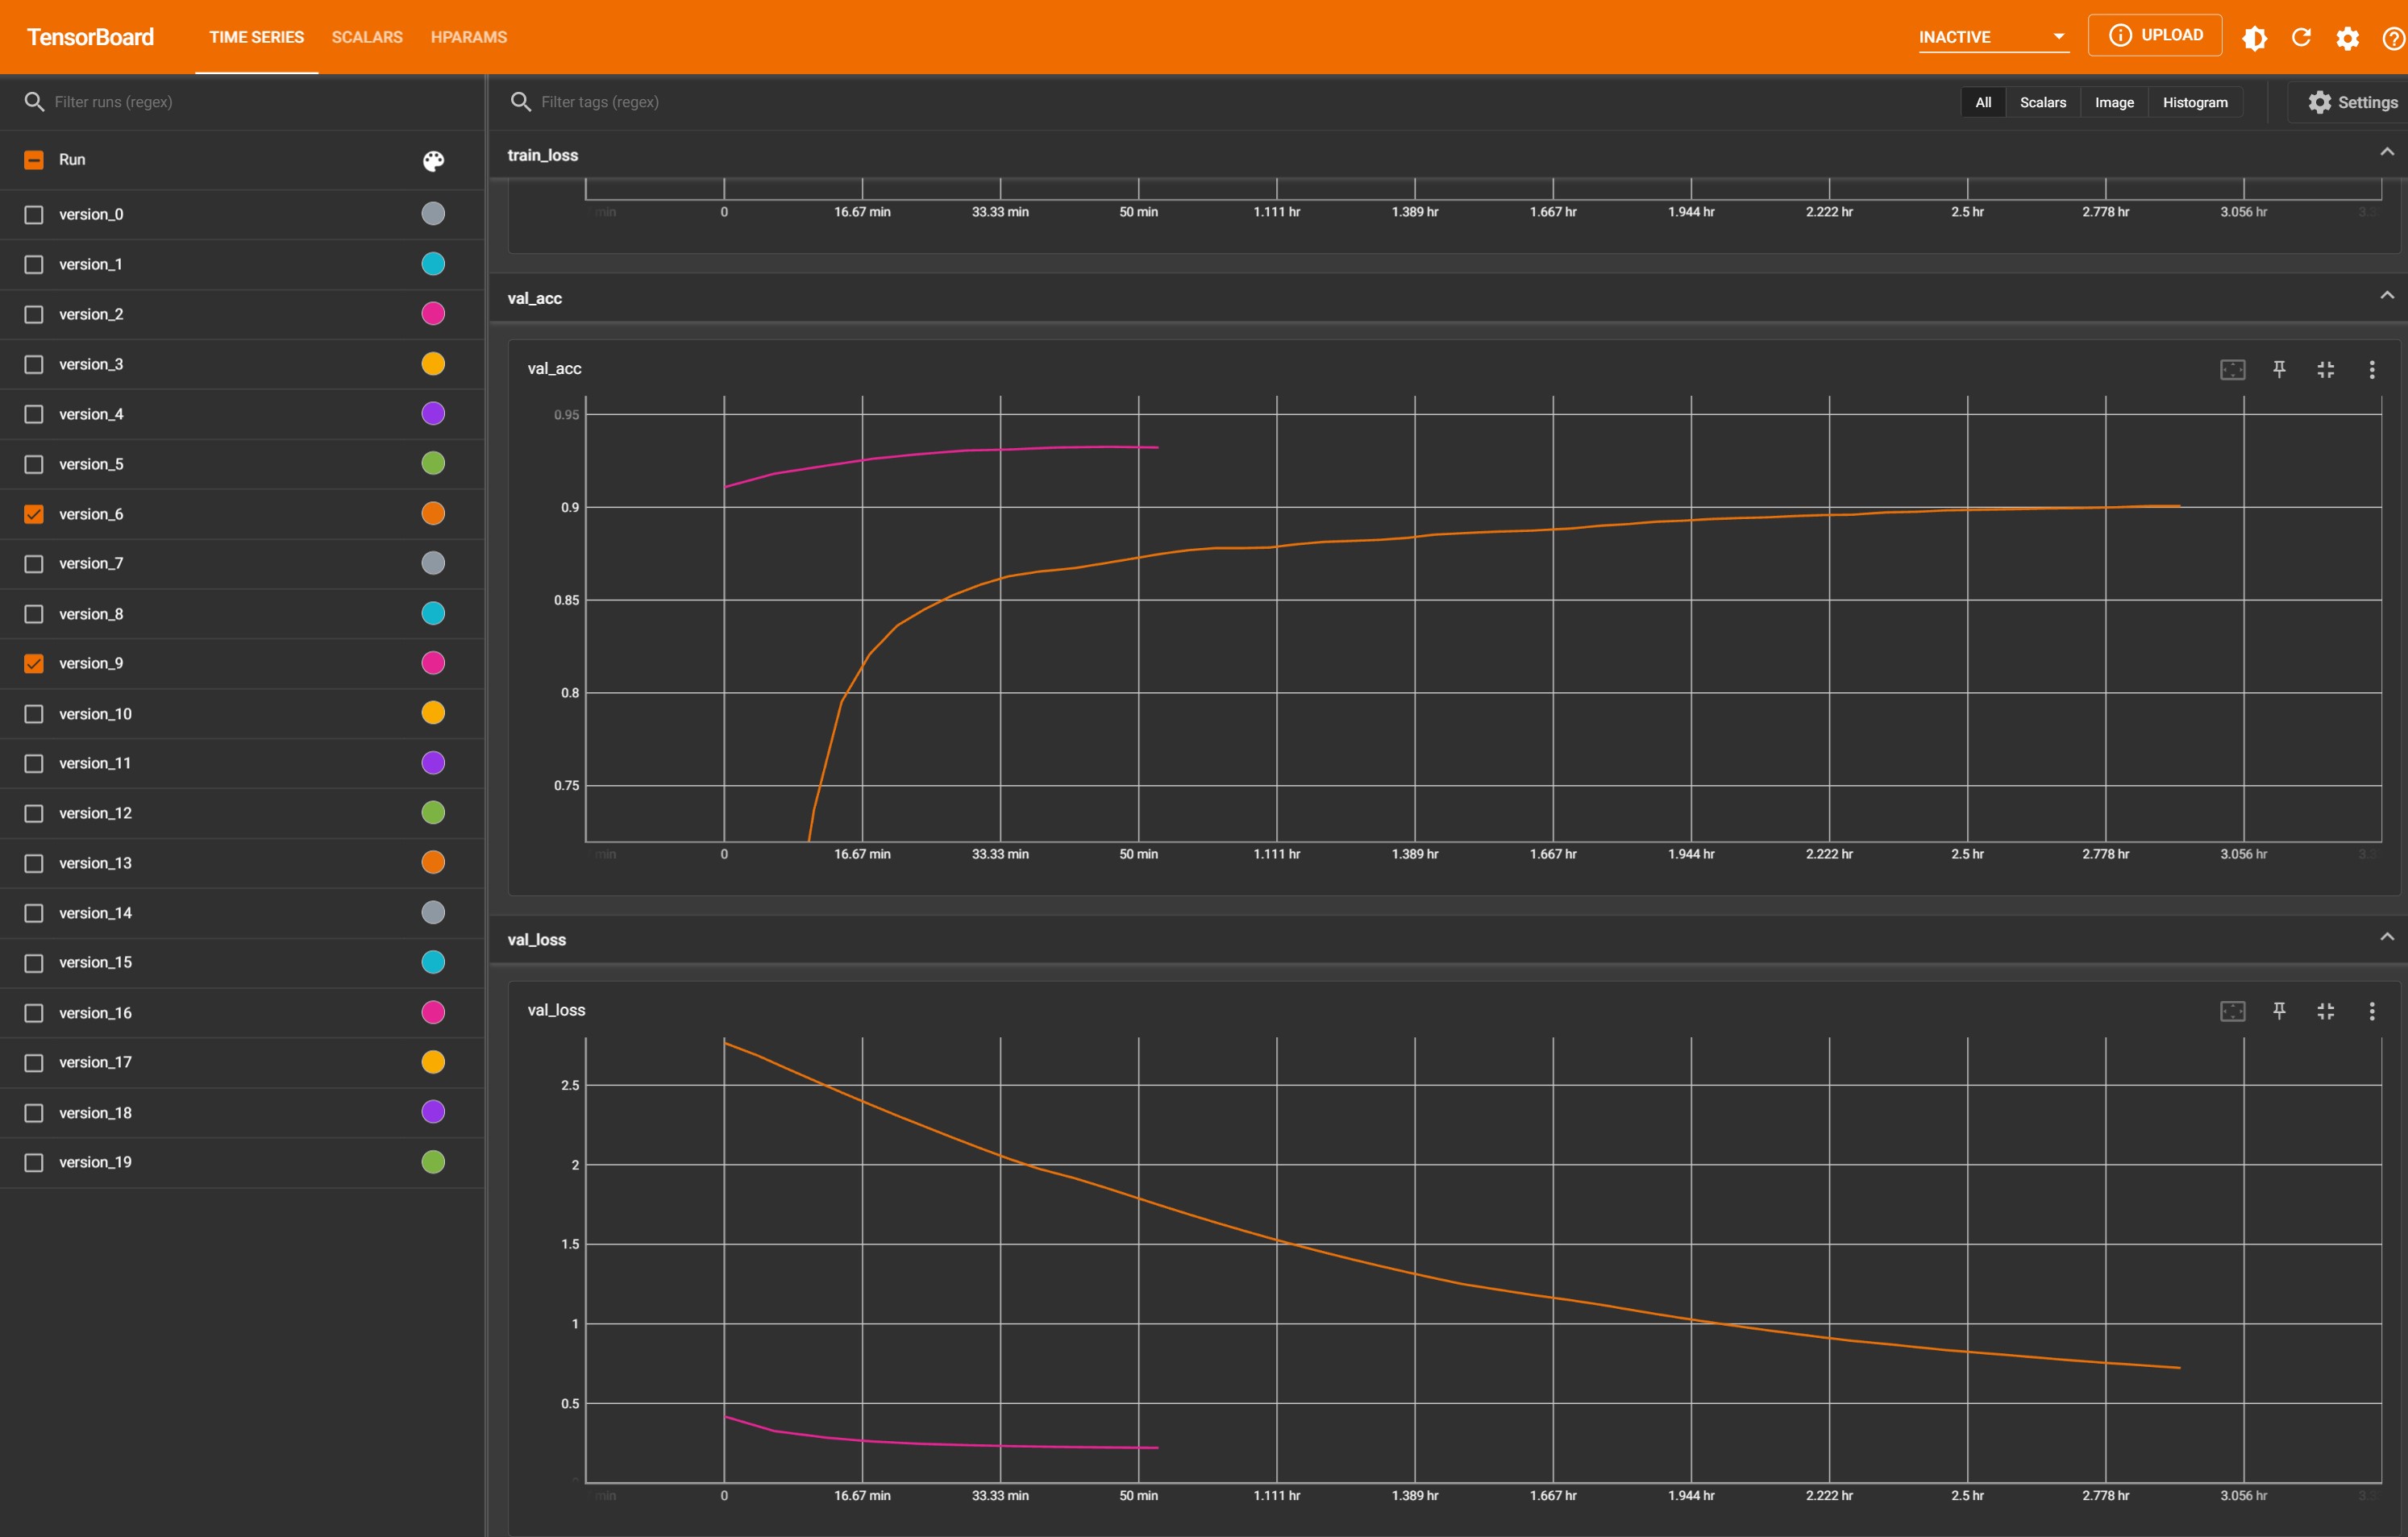 TensorBoard TIME SERIES SCALARS HPARAMS INACTIVE UPLOAD
Filter runs (regex)
Run
version_0
version_1
version_2
version_3
version_4
version_5
version_6
version_7
version_8
version_9
version_10
version_11
version_12
version_13
version_14
version_15
version_16
version_17
version_18
version_19
Filter tags (regex) All Scalars Image Histogram Settings
train_loss
min 0 16.67 min 33.33 min 50 min 1.111 hr 1.389 hr 1.667 hr 1.944 hr 2.222 hr 2.5 hr 2.778 hr 3.056 hr
val_acc
val_acc
0.95
0.9
0.85
0.8
0.75
min 0 16.67 min 33.33 min 50 min 1.111 hr 1.389 hr 1.667 hr 1.944 hr 2.222 hr 2.5 hr 2.778 hr 3.056 hr
val_loss
val_loss
2.5
2
1.5
1
0.5
min 0 16.67 min 33.33 min 50 min 1.111 hr 1.389 hr 1.667 hr 1.944 hr 2.222 hr 2.5 hr 2.778 hr 3.056 hr